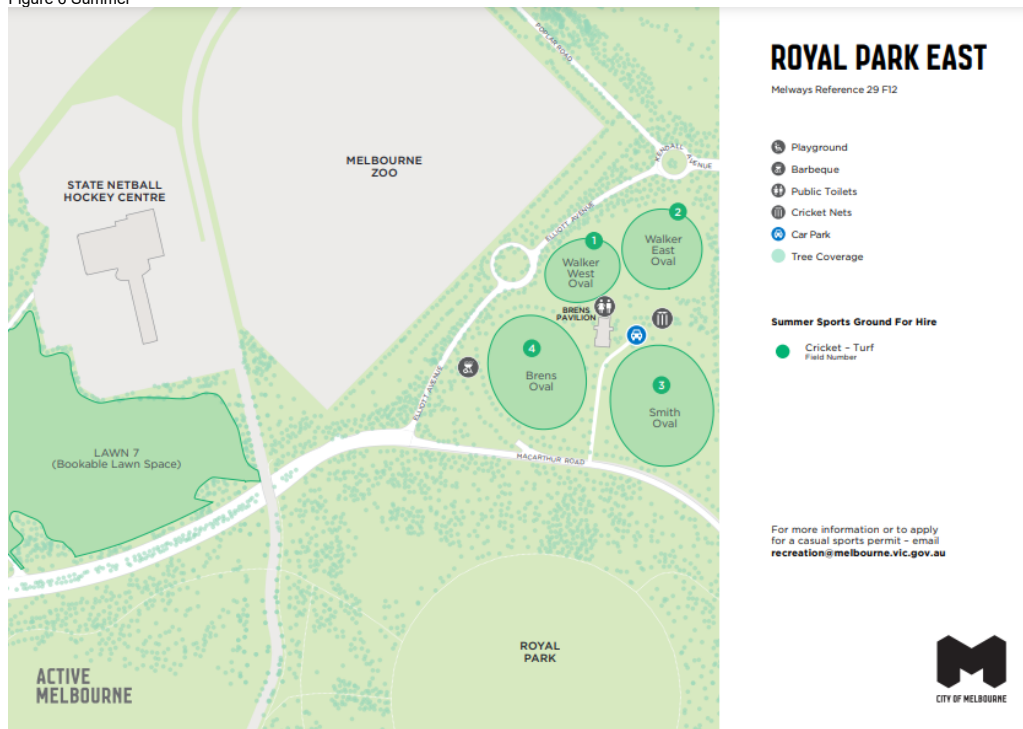 Figure 6 Summer
ROYAL PARK EAST
Melways Reference 29 F12
Playground
Barbeque
Public Toilets
Cricket Nets
Car Park
Tree Coverage
Summer Sports Ground For Hire
Cricket – Turf
Field Number
For more information or to apply
for a casual sports permit – email
recreation@melbourne.vic.gov.au
CITY OF MELBOURNE
POPLAR ROAD
KENDALL AVENUE
MELBOURNE
ZOO
STATE NETBALL
HOCKEY CENTRE
ELLIOTT AVENUE
2
Walker
East
Oval
1
Walker
West
Oval
BRENS
PAVILION
4
Brens
Oval
3
Smith
Oval
ELLIOTT AVENUE
MACARTHUR ROAD
LAWN 7
(Bookable Lawn Space)
ROYAL
PARK
ACTIVE
MELBOURNE